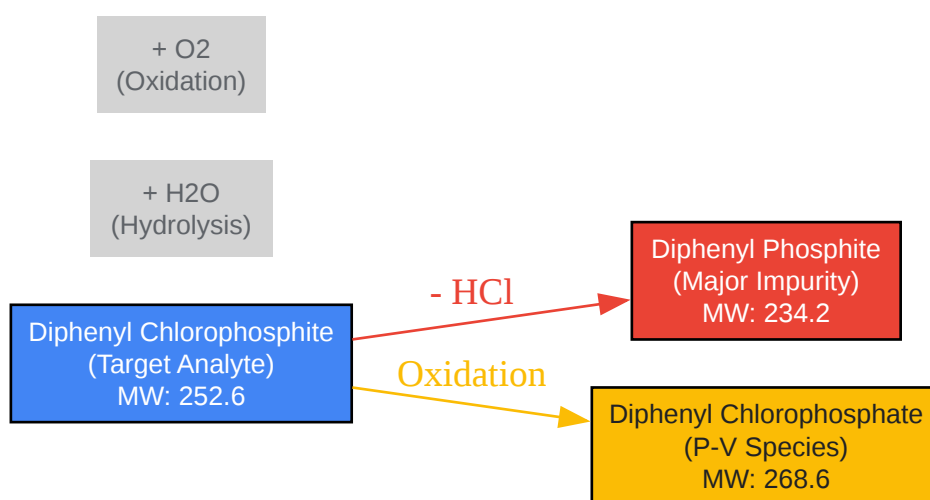 + O2
(Oxidation)
+ H2O
(Hydrolysis)
Diphenyl Chlorophosphite
(Target Analyte)
MW: 252.6
- HCl
Oxidation
Diphenyl Phosphite
(Major Impurity)
MW: 234.2
Diphenyl Chlorophosphate
(P-V Species)
MW: 268.6